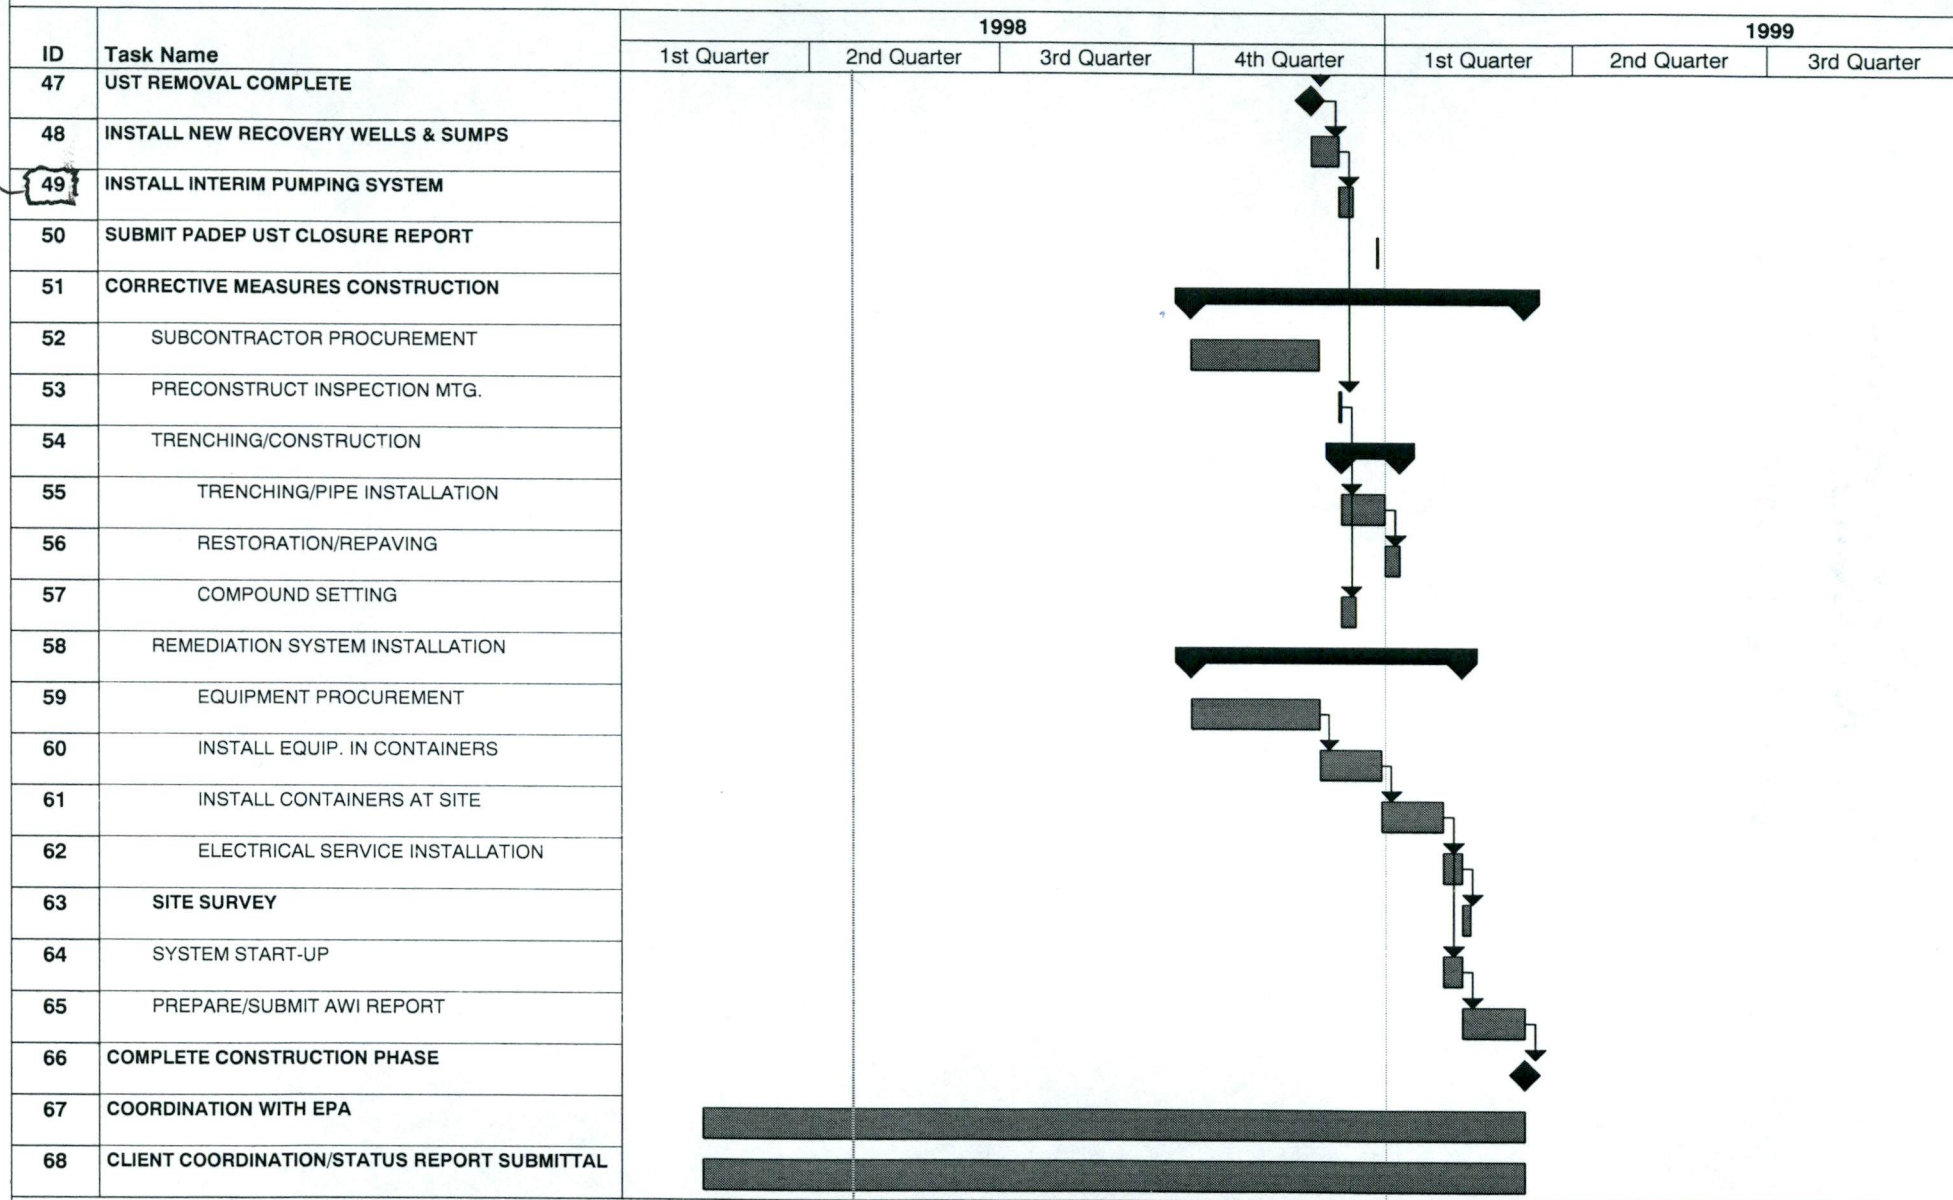 1998 1999
ID Task Name 1st Quarter 2nd Quarter 3rd Quarter 4th Quarter 1st Quarter 2nd Quarter 3rd Quarter
47 UST REMOVAL COMPLETE
48 INSTALL NEW RECOVERY WELLS & SUMPS
49 INSTALL INTERIM PUMPING SYSTEM
50 SUBMIT PADEP UST CLOSURE REPORT
51 CORRECTIVE MEASURES CONSTRUCTION
52 SUBCONTRACTOR PROCUREMENT
53 PRECONSTRUCT INSPECTION MTG.
54 TRENCHING/CONSTRUCTION
55 TRENCHING/PIPE INSTALLATION
56 RESTORATION/REPAVING
57 COMPOUND SETTING
58 REMEDIATION SYSTEM INSTALLATION
59 EQUIPMENT PROCUREMENT
60 INSTALL EQUIP. IN CONTAINERS
61 INSTALL CONTAINERS AT SITE
62 ELECTRICAL SERVICE INSTALLATION
63 SITE SURVEY
64 SYSTEM START-UP
65 PREPARE/SUBMIT AWI REPORT
66 COMPLETE CONSTRUCTION PHASE
67 COORDINATION WITH EPA
68 CLIENT COORDINATION/STATUS REPORT SUBMITTAL